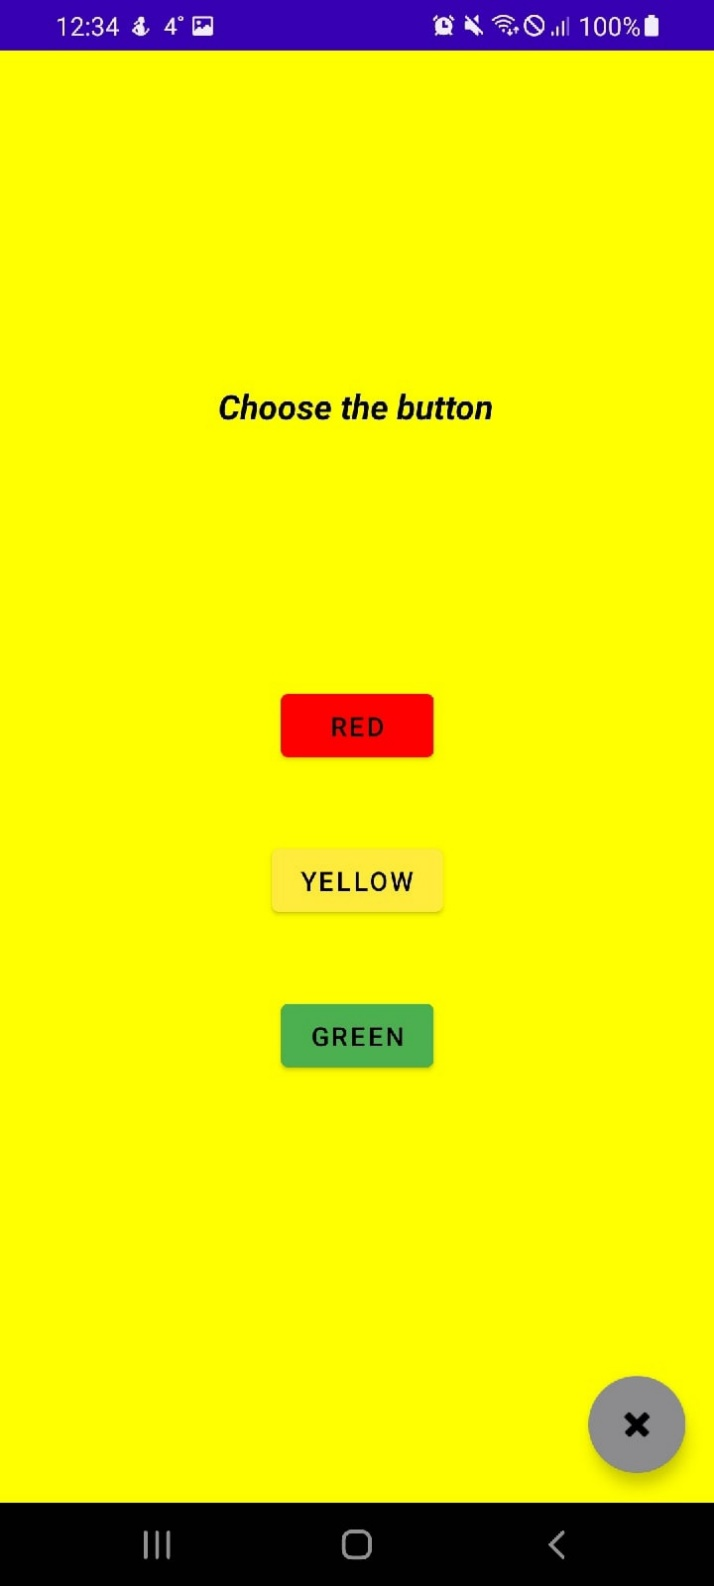 12:34 4° 100%
Choose the button
RED
YELLOW
GREEN